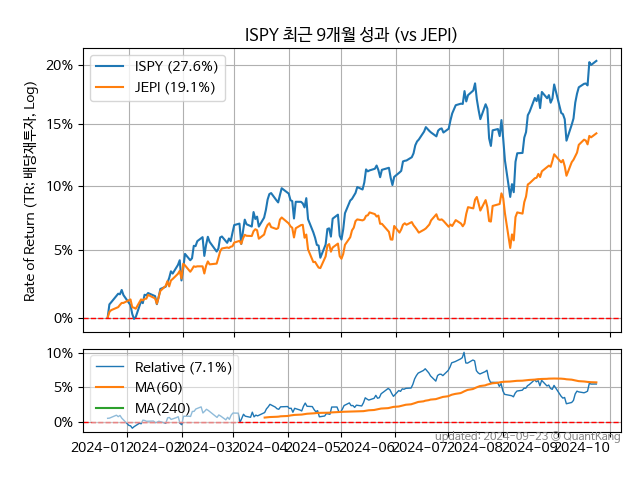 ISPY 최근 9개월 성과 (vs JEPI)
Rate of Return (TR: 배당재투자, Log)
20%
15%
10%
5%
0%
ISPY (27.6%)
JEPI (19.1%)
10%
5%
0%
Relative (7.1%)
MA(60)
MA(240)
2024-01 2024-02 2024-03 2024-04 2024-05 2024-06 2024-07 2024-08 2024-09 2024-10
updated: 2024-09-23 @ QuantKang